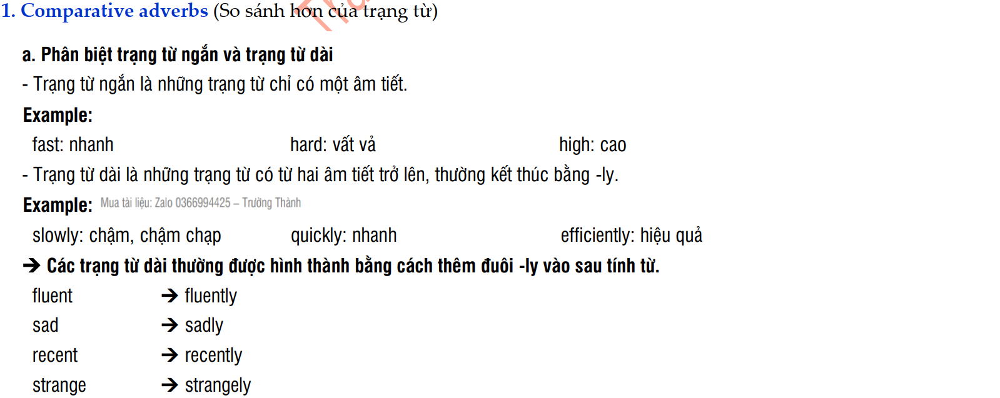 1. Comparative adverbs (So sánh hơn của trạng từ)
a. Phân biệt trạng từ ngắn và trạng từ dài
- Trạng từ ngắn là những trạng từ chỉ có một âm tiết.
Example:
fast: nhanh hard: vất vả high: cao
- Trạng từ dài là những trạng từ có từ hai âm tiết trở lên, thường kết thúc bằng -ly.
Example: Mua tài liệu: Zalo 0366994425 – Trường Thành
slowly: chậm, chậm chạp quickly: nhanh efficiently: hiệu quả
➔ Các trạng từ dài thường được hình thành bằng cách thêm đuôi -ly vào sau tính từ.
fluent ➔ fluently
sad ➔ sadly
recent ➔ recently
strange ➔ strangely